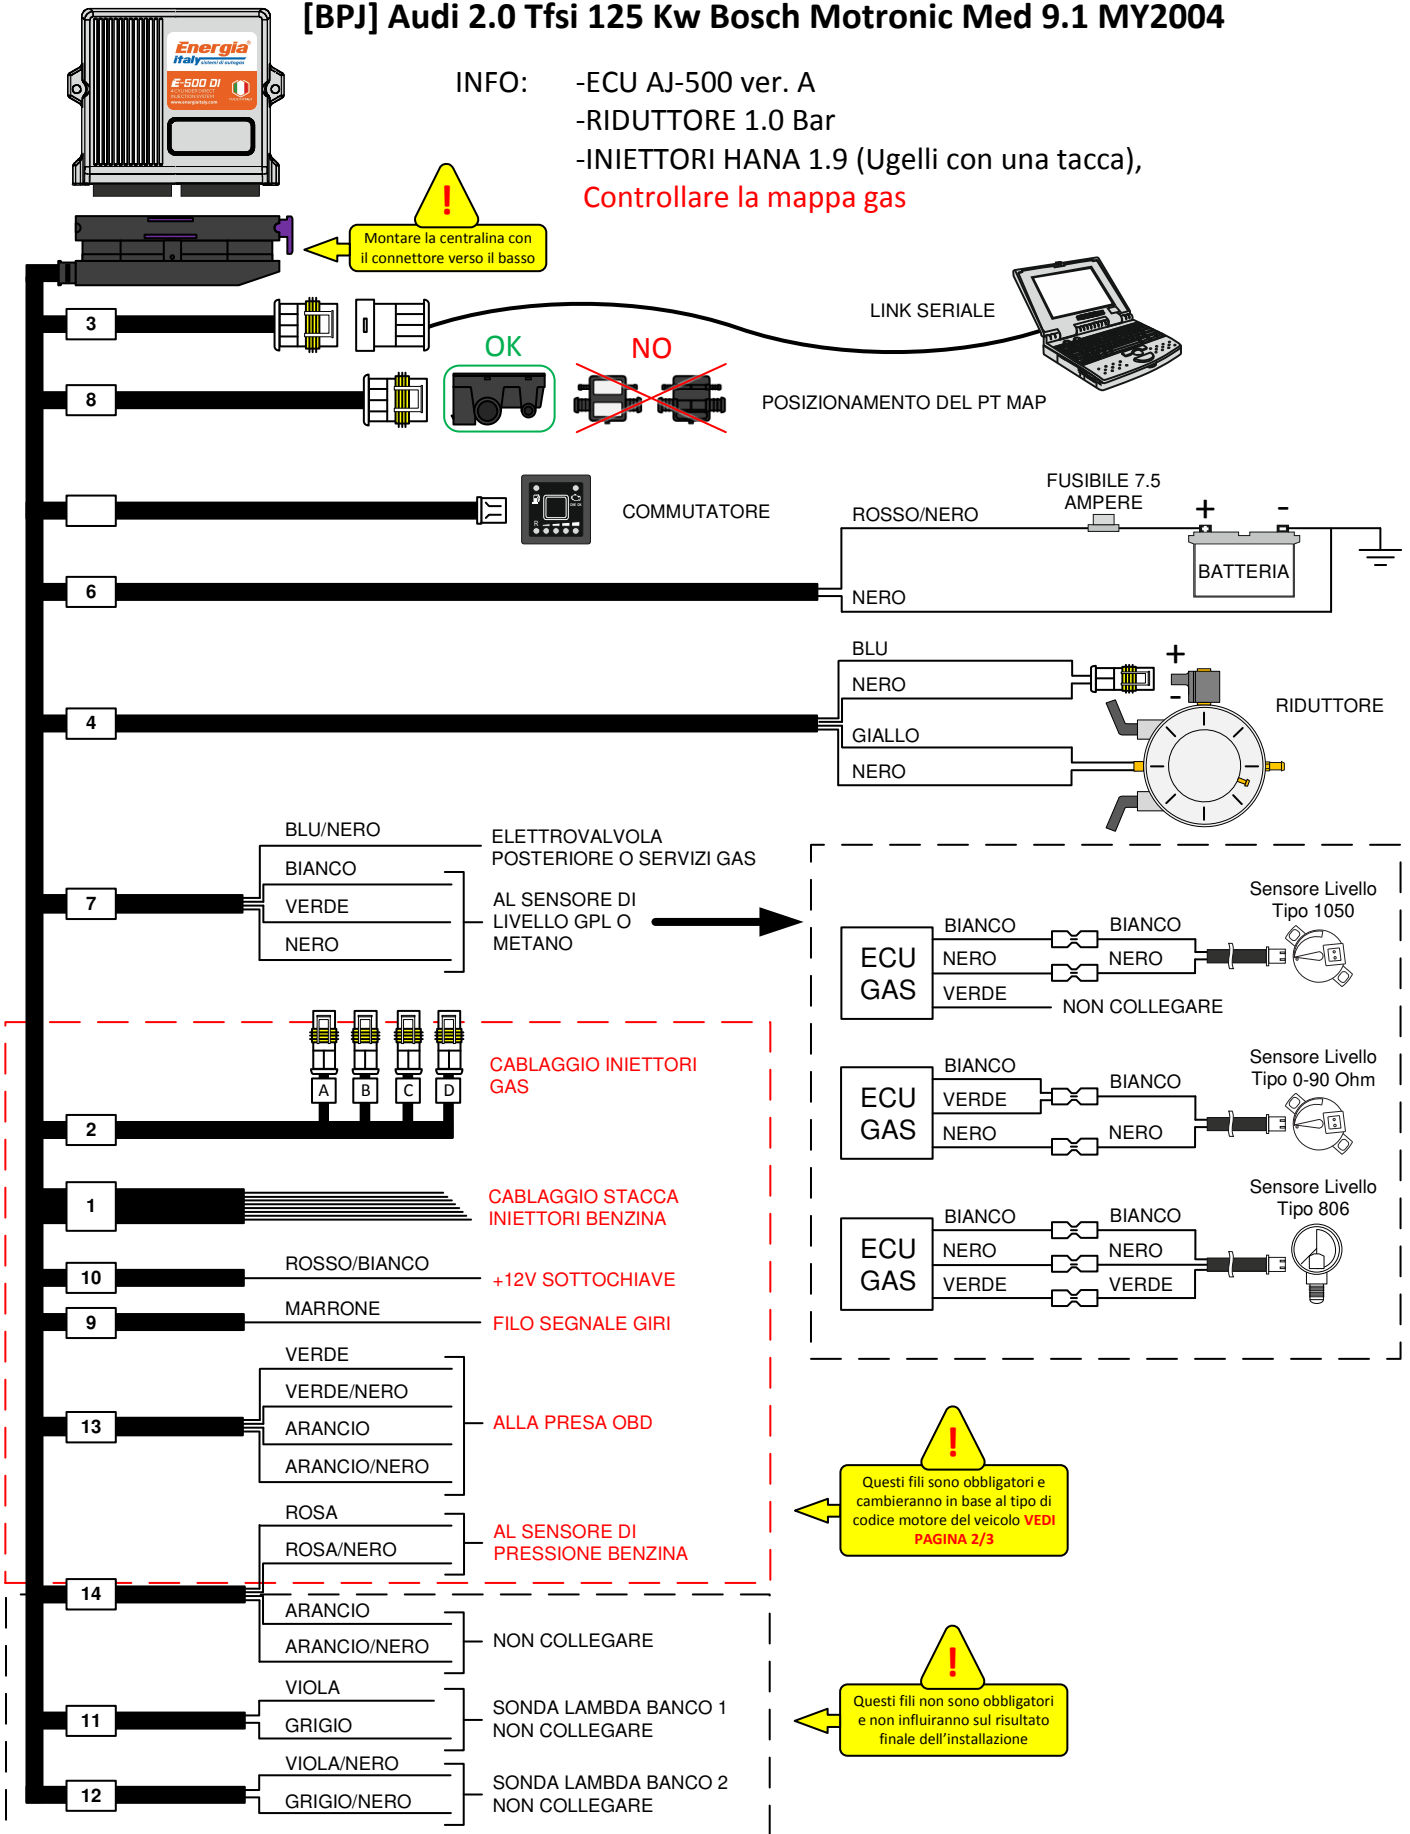 [BPJ] Audi 2.0 Tfsi 125 Kw Bosch Motronic Med 9.1 MY2004
Energia
italy sistemi di autogas
E-500 DI
4 CYLINDER DIRECT
INJECTION SYSTEM
www.energiaitaly.com
INFO:
-ECU AJ-500 ver. A
-RIDUTTORE 1.0 Bar
-INIETTORI HANA 1.9 (Ugelli con una tacca),
Controllare la mappa gas
!
Montare la centralina con
il connettore verso il basso
3
LINK SERIALE
OK
NO
8
POSIZIONAMENTO DEL PT MAP
COMMUTATORE
FUSIBILE 7.5
AMPERE
ROSSO/NERO
+
-
BATTERIA
6
NERO
BLU
+
NERO
-
RIDUTTORE
4
GIALLO
NERO
BLU/NERO
ELETTROVALVOLA
POSTERIORE O SERVIZI GAS
BIANCO
7
VERDE
AL SENSORE DI
LIVELLO GPL O
METANO
NERO
Sensore Livello
Tipo 1050
BIANCO
BIANCO
ECU
GAS
NERO
NERO
VERDE
NON COLLEGARE
Sensore Livello
Tipo 0-90 Ohm
BIANCO
BIANCO
ECU
GAS
VERDE
NERO
NERO
Sensore Livello
Tipo 806
BIANCO
BIANCO
ECU
GAS
NERO
NERO
VERDE
VERDE
A
B
C
D
CABLAGGIO INIETTORI
GAS
2
1
CABLAGGIO STACCA
INIETTORI BENZINA
10
ROSSO/BIANCO
+12V SOTTOCHIAVE
9
MARRONE
FILO SEGNALE GIRI
VERDE
VERDE/NERO
13
ARANCIO
ALLA PRESA OBD
ARANCIO/NERO
!
Questi fili sono obbligatori e
cambieranno in base al tipo di
codice motore del veicolo VEDI
PAGINA 2/3
ROSA
AL SENSORE DI
PRESSIONE BENZINA
ROSA/NERO
14
ARANCIO
ARANCIO/NERO
NON COLLEGARE
!
Questi fili non sono obbligatori
e non influiranno sul risultato
finale dell’installazione
VIOLA
11
GRIGIO
SONDA LAMBDA BANCO 1
NON COLLEGARE
VIOLA/NERO
12
GRIGIO/NERO
SONDA LAMBDA BANCO 2
NON COLLEGARE